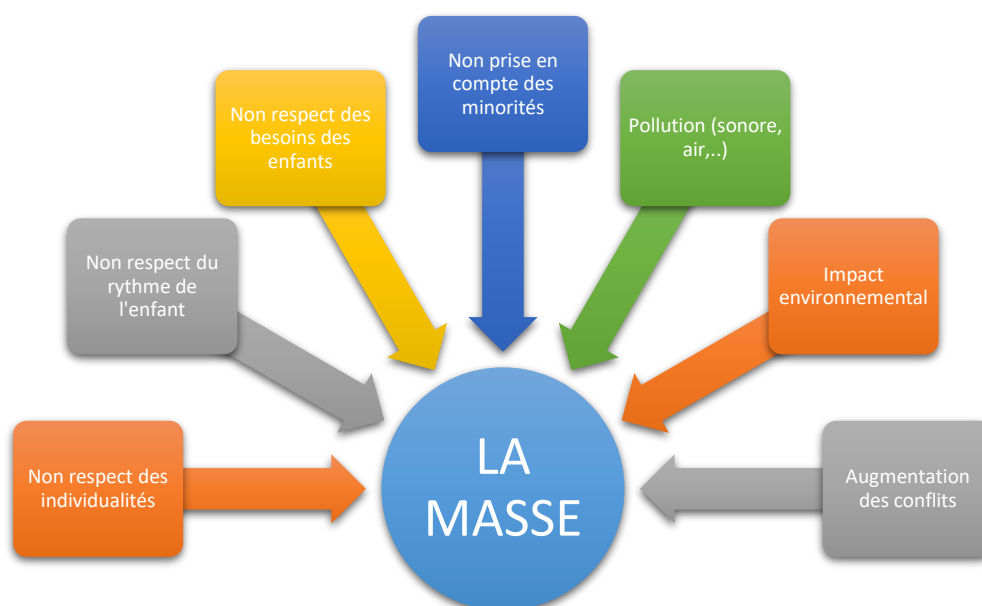 Non prise en
compte des
minorités
Non respect des
besoins des
enfants
Pollution (sonore,
air,..)
Non respect du
rythme de
l'enfant
Impact
environnemental
Non respect des
individualités
LA
MASSE
Augmentation
des conflits